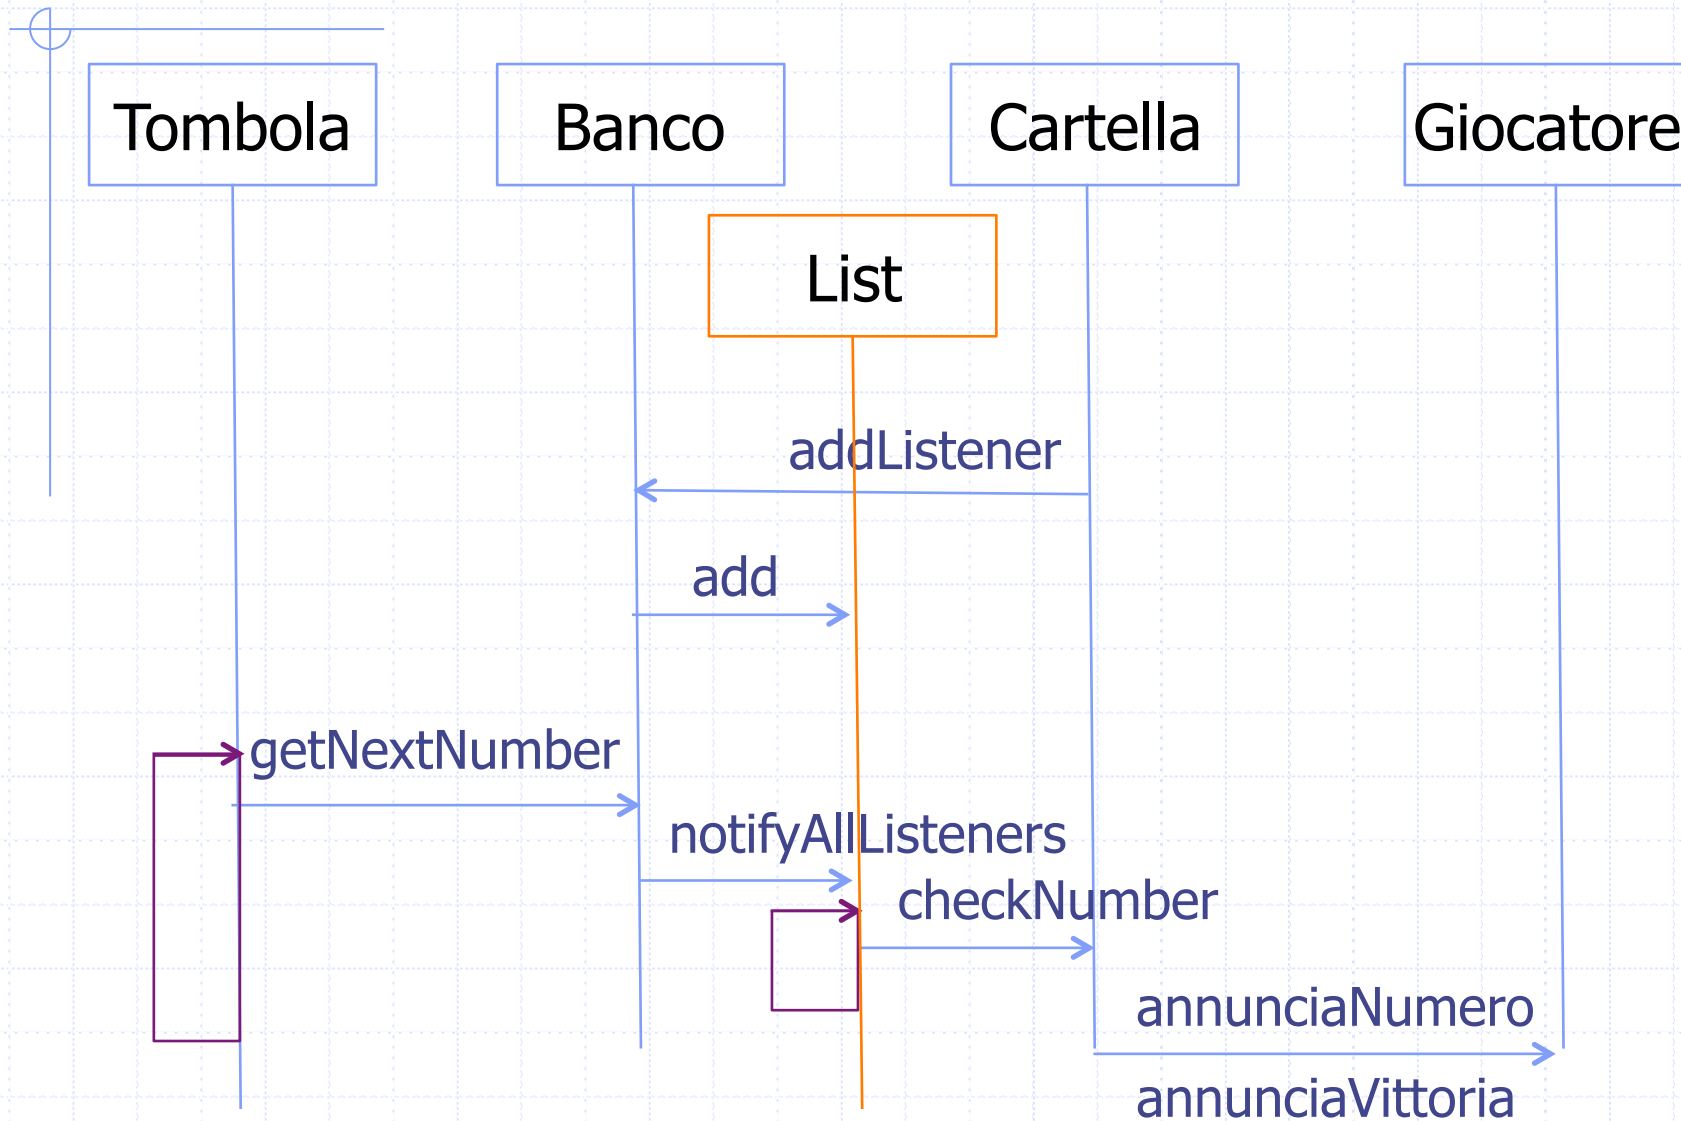 Tombola
Banco
Cartella
Giocatore
List
addListener
add
getNextNumber
notifyAllListeners
checkNumber
annunciaNumero
annunciaVittoria